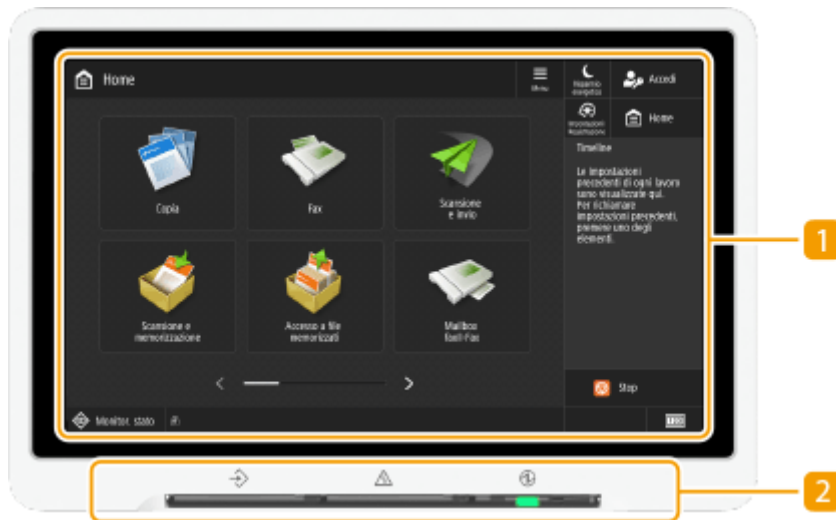 Home
Menu
Risparmio
energetico
Accedi
Impostazioni/
Registrazione
Home
Timeline
Le impostazioni
precedenti di ogni lavoro
sono visualizzate qui.
Per richiamare
impostazioni precedenti,
premere uno degli
elementi.
Copia
Fax
Scansione
e invio
Scansione e
memorizzazione
Accesso a file
memorizzati
Mailbox
fax/I-Fax
Stop
Monitor. stato
1
2